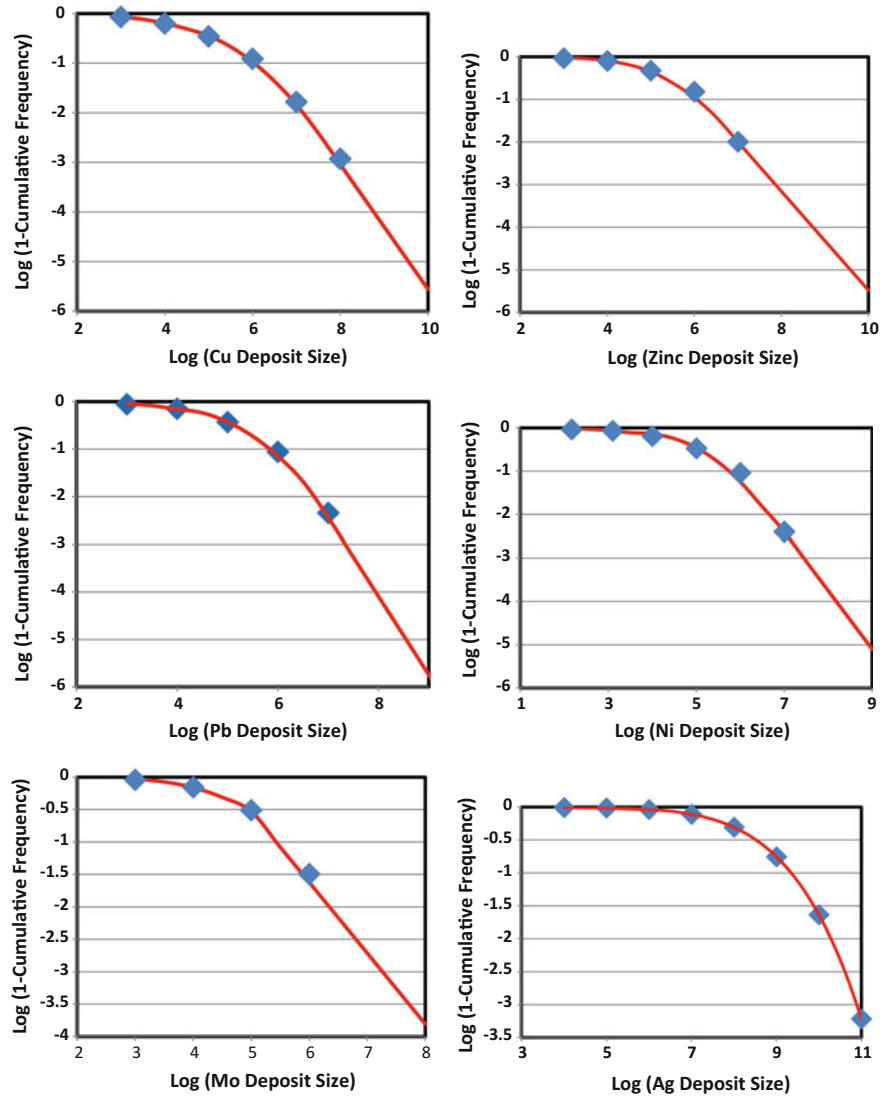 Log (1-Cumulative Frequency)
0
-1
-2
-3
-4
-5
-6
2 4 6 8 10
Log (Cu Deposit Size)
Log (1-Cumulative Frequency)
0
-1
-2
-3
-4
-5
-6
2 4 6 8 10
Log (Zinc Deposit Size)
Log (1-Cumulative Frequency)
0
-1
-2
-3
-4
-5
-6
2 4 6 8
Log (Pb Deposit Size)
Log (1-Cumulative Frequency)
0
-1
-2
-3
-4
-5
-6
1 3 5 7 9
Log (Ni Deposit Size)
Log (1-Cumulative Frequency)
0
-0.5
-1
-1.5
-2
-2.5
-3
-3.5
-4
2 3 4 5 6 7 8
Log (Mo Deposit Size)
Log (1-Cumulative Frequency)
0
-0.5
-1
-1.5
-2
-2.5
-3
-3.5
3 5 7 9 11
Log (Ag Deposit Size)